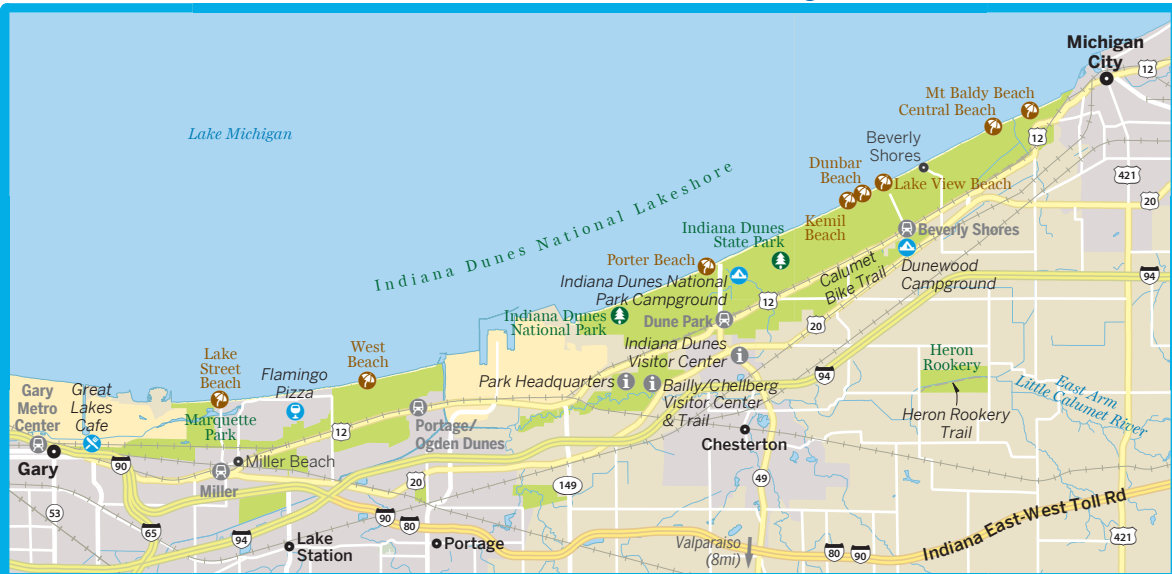 Michigan
City
12
Mt Baldy Beach
Central Beach
12
Lake Michigan
Beverly
Shores
421
Dunbar
Beach
Lake View Beach
20
Indiana Dunes National Lakeshore
Kemil
Beach
Indiana Dunes
State Park
Beverly Shores
Porter Beach
Calumet
Bike Trail
Dunewood
Campground
94
Indiana Dunes National
Park Campground
12
Indiana Dunes
National Park
Dune Park
20
Indiana Dunes
Visitor Center
Heron
Rookery
Lake
Street
Beach
West
Beach
Flamingo
Pizza
Park Headquarters
94
Bailly/Chellberg
Visitor Center
& Trail
East Arm
Little Calumet River
Gary
Metro
Center
Great
Lakes
Cafe
Marquette
Park
Heron Rookery
Trail
12
Portage/
Ogden Dunes
Chesterton
Gary
90
Miller Beach
Miller
20
149
49
53
90
80
65
94
Lake
Station
Portage
Valparaiso
(8mi)
80
90
Indiana East-West Toll Rd
421